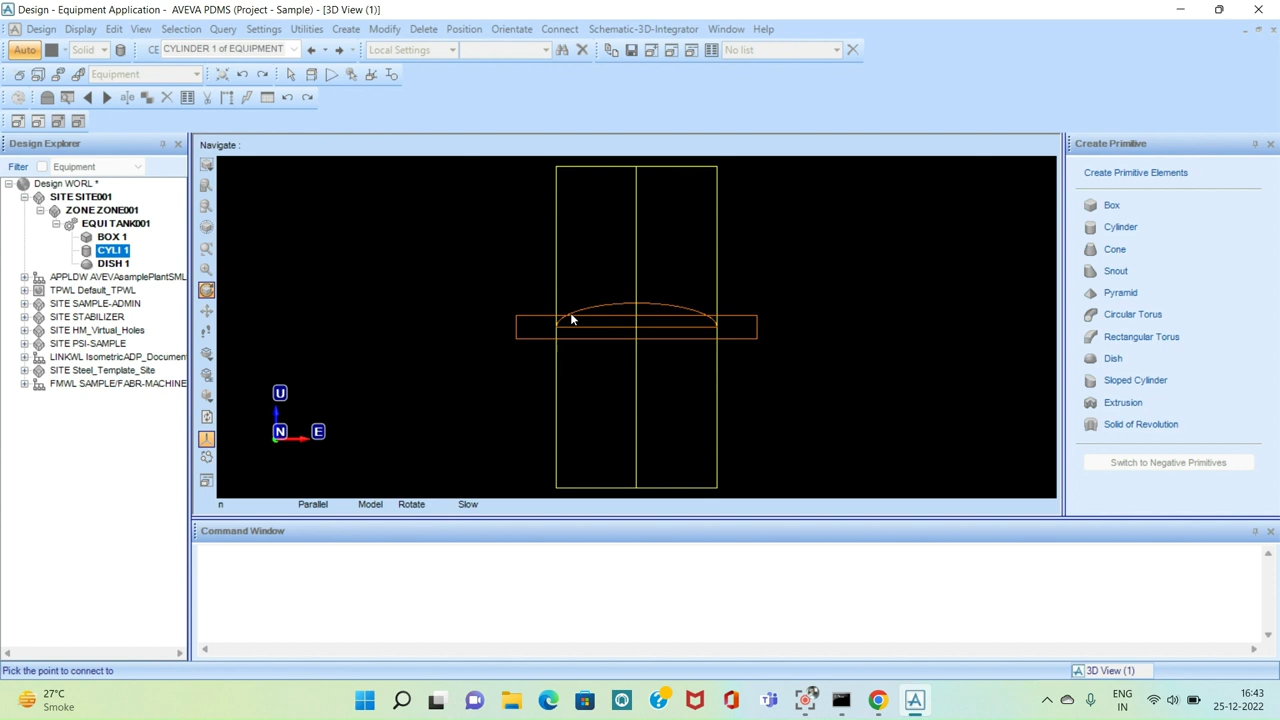 Design - Equipment Application - AVEVA PDMS (Project - Sample) - [3D View (1)]
Design Display Edit View Selection Query Settings Utilities Create Modify Delete Position Orientate Connect Schematic-3D-Integrator Window Help
Auto Solid CE CYLINDER 1 of EQUIPMENT Local Settings No list
Equipment
Design Explorer
Filter Equipment
Design WORL *
SITE SITE001
ZONE ZONE001
EQUI TANK001
BOX 1
CYLI 1
DISH 1
APPLDW AVEVAsamplePlantSML
TPWL Default_TPWL
SITE SAMPLE-ADMIN
SITE STABILIZER
SITE HM_Virtual_Holes
SITE PSI-SAMPLE
LINKWL IsometricADP_Document
SITE Steel_Template_Site
FMWL SAMPLE/FABR-MACHINE
Navigate :
U
N E
n Parallel Model Rotate Slow
Create Primitive
Create Primitive Elements
Box
Cylinder
Cone
Snout
Pyramid
Circular Torus
Rectangular Torus
Dish
Sloped Cylinder
Extrusion
Solid of Revolution
Switch to Negative Primitives
Command Window
Pick the point to connect to
3D View (1)
27°C
Smoke
ENG
IN
16:43
25-12-2022